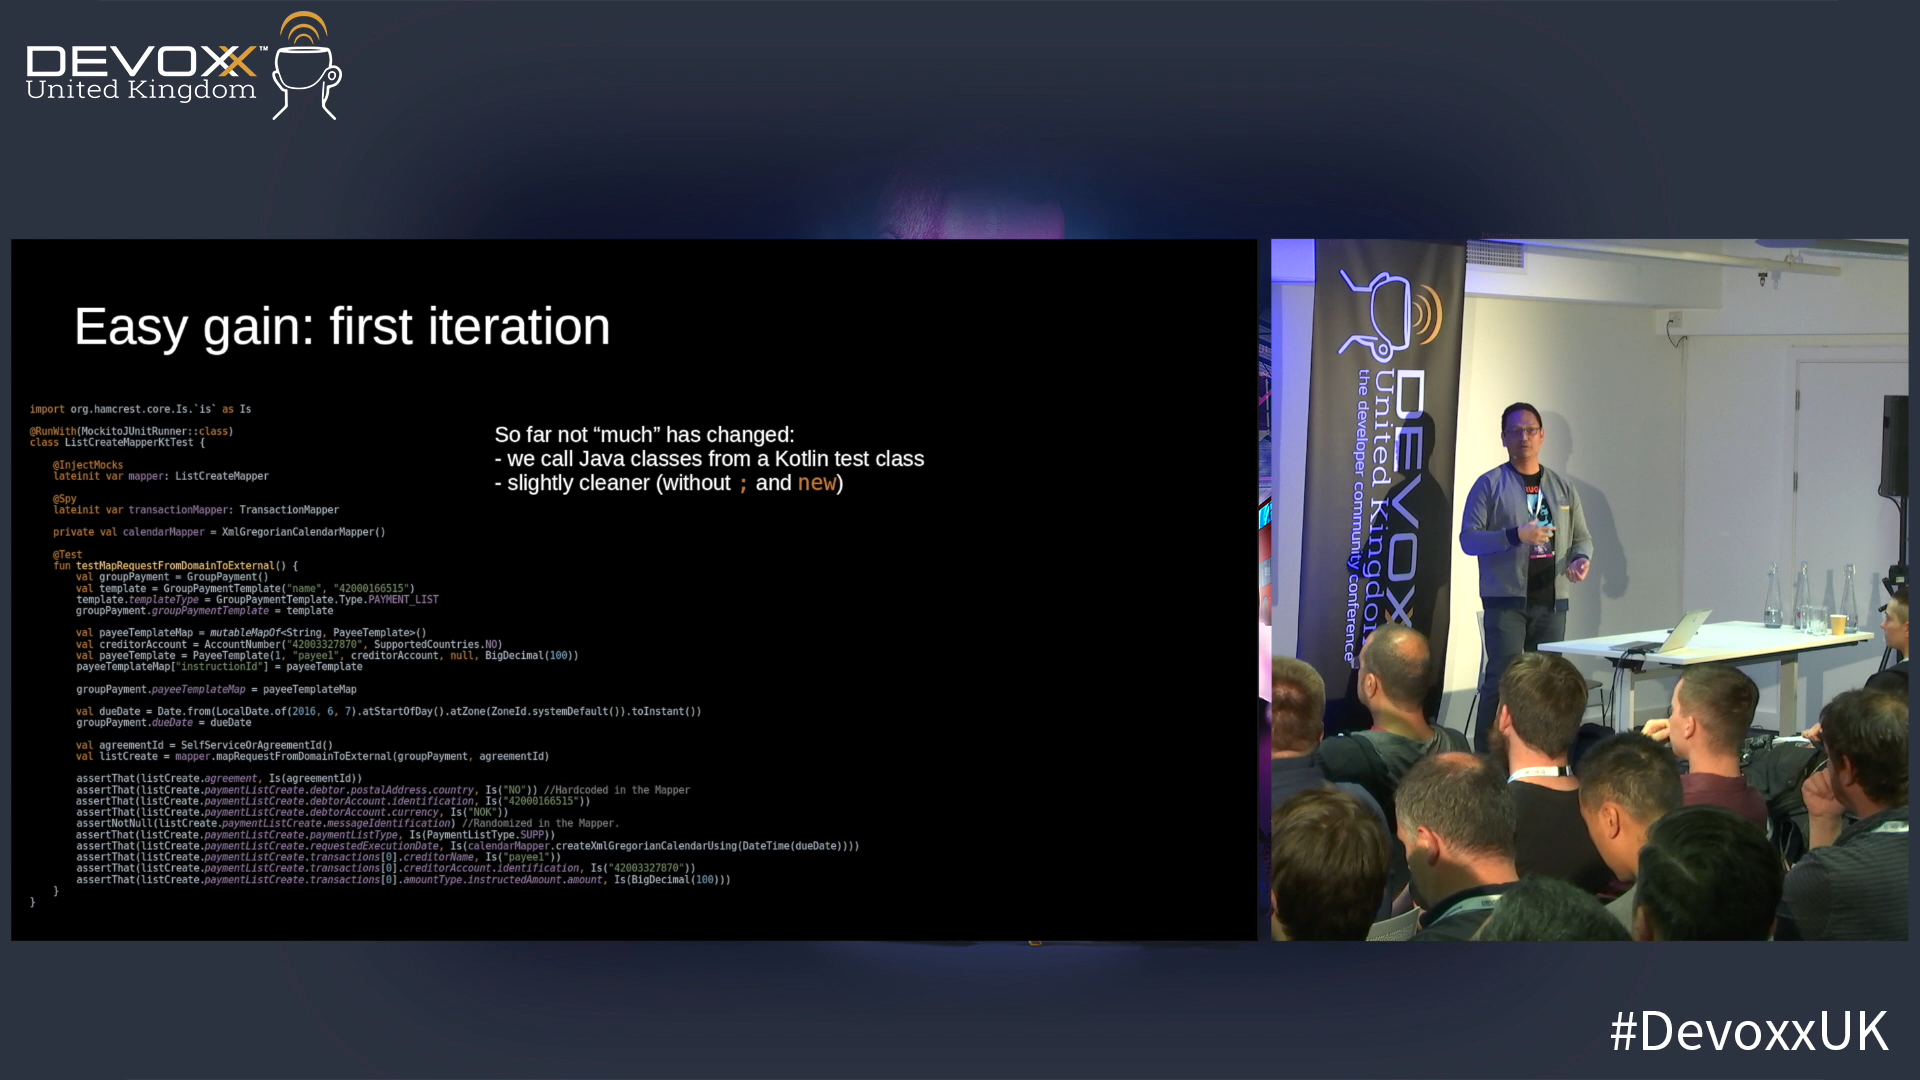 DEVOXX™
United Kingdom
Easy gain: first iteration
import org.hamcrest.core.Is.`is` as Is
@RunWith(MockitoJUnitRunner::class)
class ListCreateMapperKtTest {
@InjectMocks
lateinit var mapper: ListCreateMapper
@Spy
lateinit var transactionMapper: TransactionMapper
private val calendarMapper = XmlGregorianCalendarMapper()
@Test
fun testMapRequestFromDomainToExternal() {
val groupPayment = GroupPayment()
val template = GroupPaymentTemplate("name", "42000166515")
template.templateType = GroupPaymentTemplate.Type.PAYMENT_LIST
groupPayment.groupPaymentTemplate = template
val payeeTemplateMap = mutableMapOf<String, PayeeTemplate>()
val creditorAccount = AccountNumber("42003327870", SupportedCountries.NO)
val payeeTemplate = PayeeTemplate(1, "payee1", creditorAccount, null, BigDecimal(100))
payeeTemplateMap["instructionId"] = payeeTemplate
groupPayment.payeeTemplateMap = payeeTemplateMap
val dueDate = Date.from(LocalDate.of(2016, 6, 7).atStartOfDay().atZone(ZoneId.systemDefault()).toInstant())
groupPayment.dueDate = dueDate
val agreementId = SelfServiceOrAgreementId()
val listCreate = mapper.mapRequestFromDomainToExternal(groupPayment, agreementId)
assertThat(listCreate.agreement, Is(agreementId))
assertThat(listCreate.paymentListCreate.debtor.postalAddress.country, Is("NO")) //Hardcoded in the Mapper
assertThat(listCreate.paymentListCreate.debtorAccount.identification, Is("42000166515"))
assertThat(listCreate.paymentListCreate.debtorAccount.currency, Is("NOK"))
assertNotNull(listCreate.paymentListCreate.messageIdentification) //Randomized in the Mapper.
assertThat(listCreate.paymentListCreate.paymentListType, Is(PaymentListType.SUPP))
assertThat(listCreate.paymentListCreate.requestedExecutionDate, Is(calendarMapper.createXmlGregorianCalendarUsing(DateTime(dueDate))))
assertThat(listCreate.paymentListCreate.transactions[0].creditorName, Is("payee1"))
assertThat(listCreate.paymentListCreate.transactions[0].creditorAccount.identification, Is("42003327870"))
assertThat(listCreate.paymentListCreate.transactions[0].amountType.instructedAmount.amount, Is(BigDecimal(100)))
}
}
So far not “much” has changed:
- we call Java classes from a Kotlin test class
- slightly cleaner (without ; and new)
DEVOXX
United Kingdom
the developer community conference
#DevoxxUK